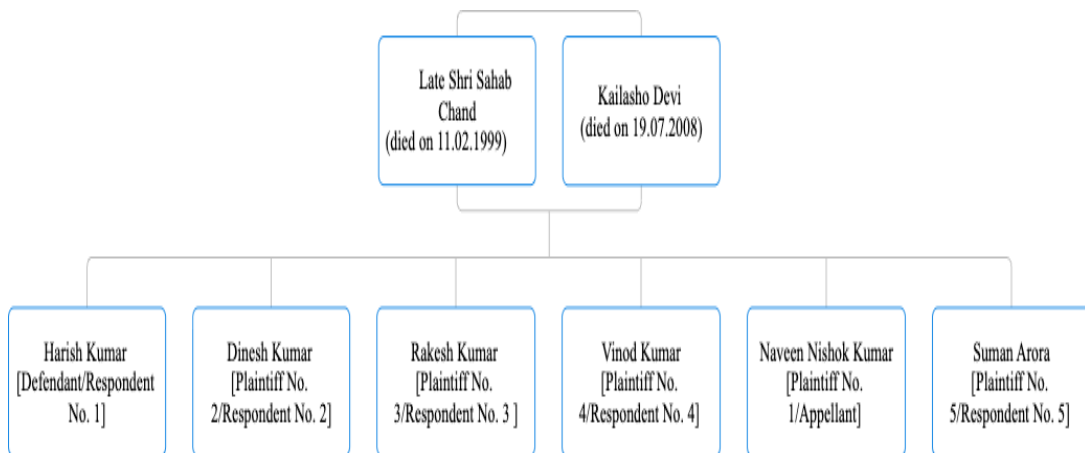 Late Shri Sahab
Chand
(died on 11.02.1999)
Kailasho Devi
(died on 19.07.2008)
Harish Kumar
[Defendant/Respondent
No. 1]
Dinesh Kumar
[Plaintiff No.
2/Respondent No. 2]
Rakesh Kumar
[Plaintiff No.
3/Respondent No. 3 ]
Vinod Kumar
[Plaintiff No.
4/Respondent No. 4]
Naveen Nishok Kumar
[Plaintiff No.
1/Appellant]
Suman Arora
[Plaintiff No.
5/Respondent No. 5]